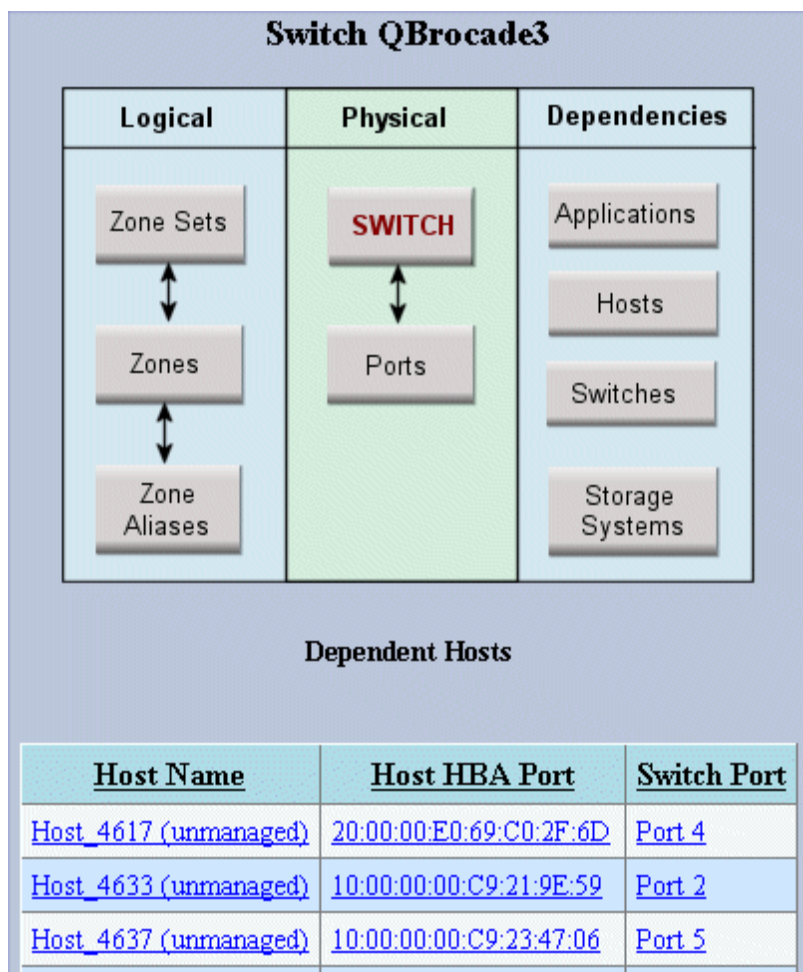 Switch QBrocade3
Logical Physical Dependencies
Zone Sets
SWITCH
Applications
Hosts
Zones
Ports
Switches
Zone
Aliases
Storage
Systems
Dependent Hosts
Host Name Host HBA Port Switch Port
Host_4617 (unmanaged) 20:00:00:E0:69:C0:2F:6D Port 4
Host_4633 (unmanaged) 10:00:00:00:C9:21:9E:59 Port 2
Host_4637 (unmanaged) 10:00:00:00:C9:23:47:06 Port 5